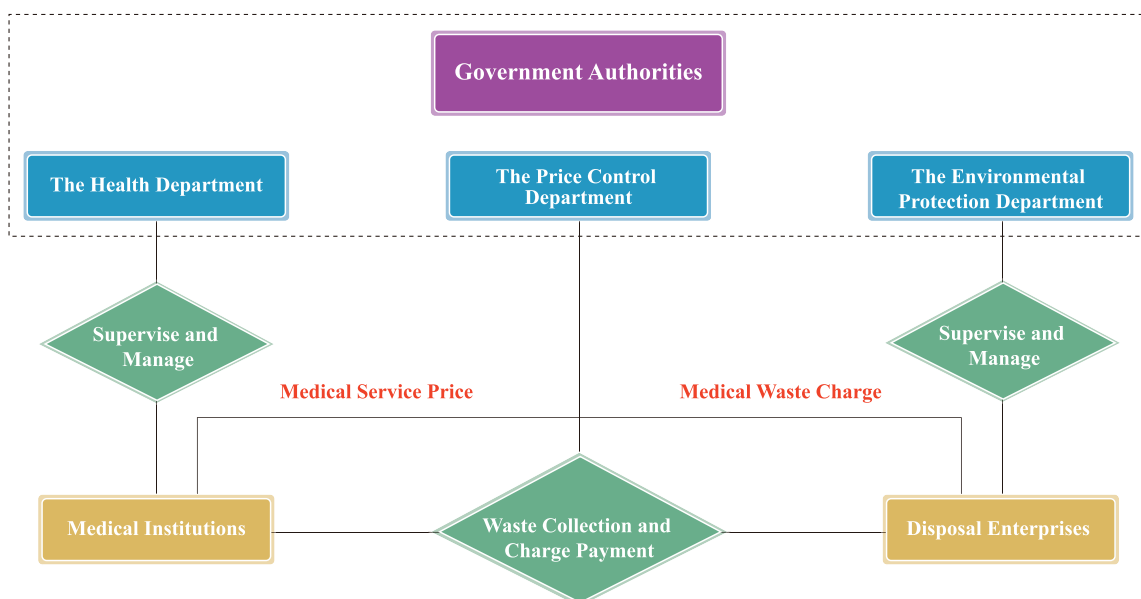 Government Authorities
The Health Department
The Price Control
Department
The Environmental
Protection Department
Supervise and
Manage
Supervise and
Manage
Medical Service Price
Medical Waste Charge
Medical Institutions
Waste Collection and
Charge Payment
Disposal Enterprises